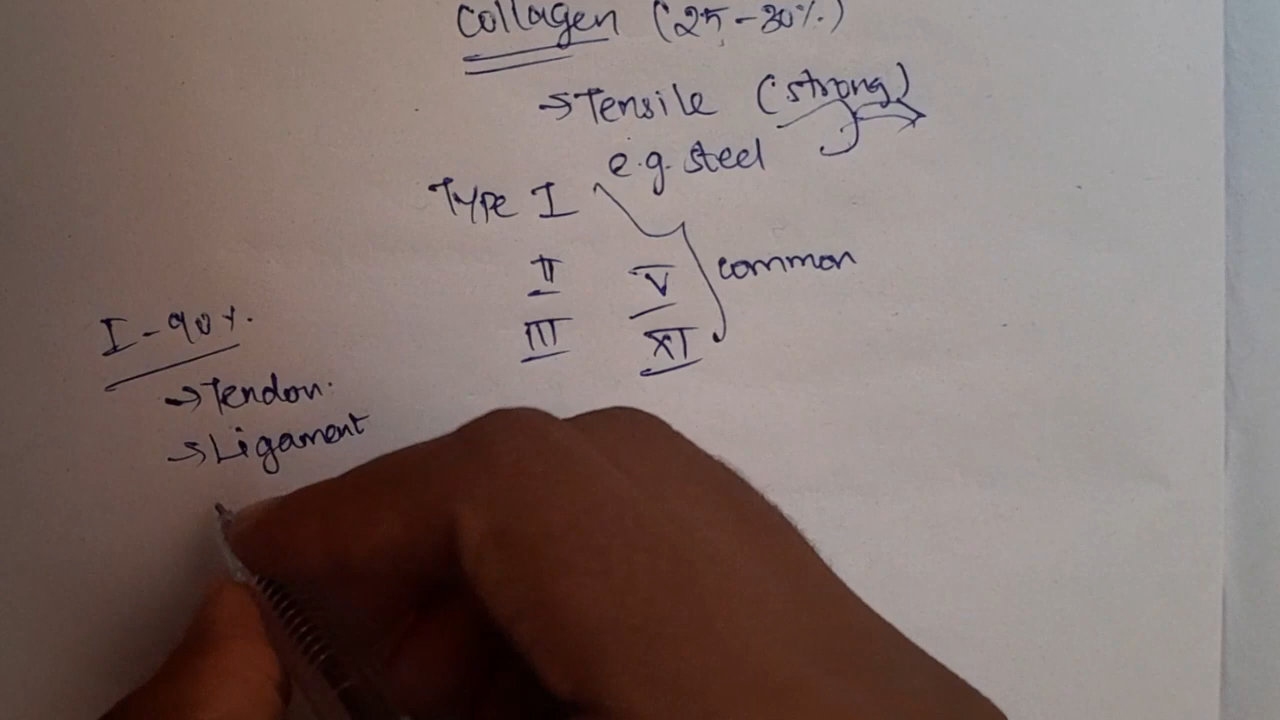 Collagen (25-30%)
→Tensile (strong)
e.g. steel
Type I
II V
III XI
common
I - 90%.
→Tendon.
→Ligament